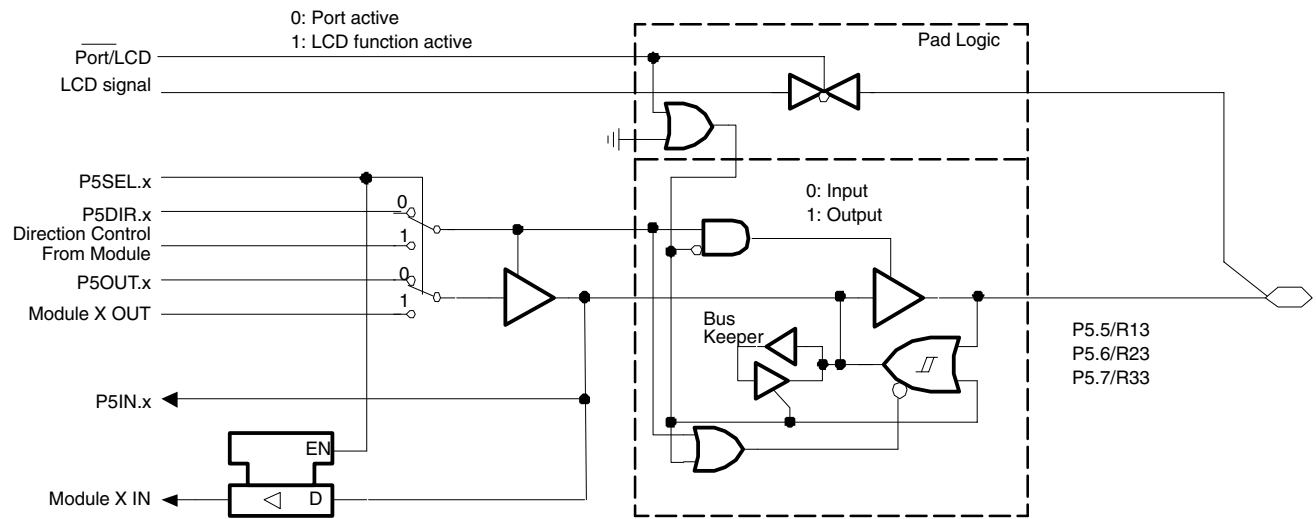 0: Port active
1: LCD function active
Pad Logic
Port/LCD
LCD signal
P5SEL.x
0
P5DIR.x
Direction Control
From Module
1
0: Input
1: Output
P5OUT.x
0
Module X OUT
1
Bus
Keeper
P5.5/R13
P5.6/R23
P5.7/R33
P5IN.x
EN
Module X IN
D